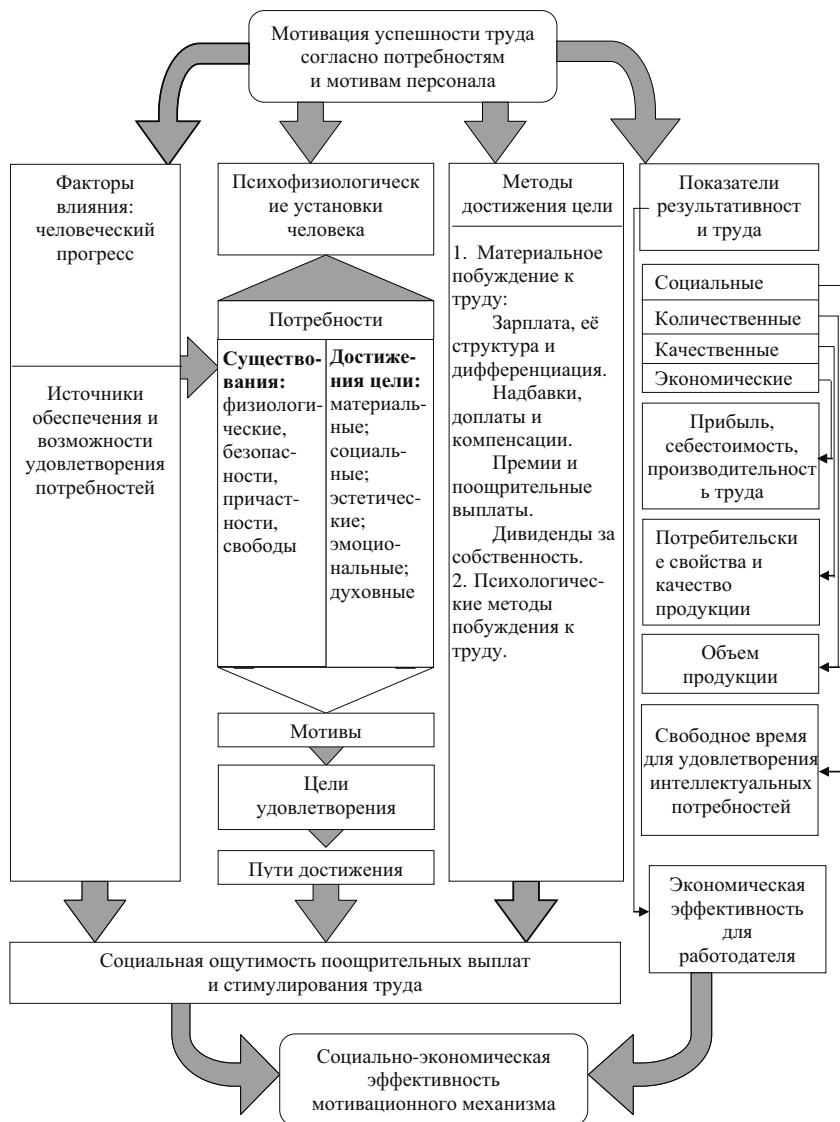 Мотивация успешности труда
согласно потребностям
и мотивам персонала
Факторы
влияния:
человеческий
прогресс
Источники
обеспечения и
возможности
удовлетворения
потребностей
Психофизиологическ
ие установки
человека
Потребности
Существо-
вания:
физиологи-
ческие,
безопас-
ности,
причаст-
ности,
свободы
Достиже-
ния цели:
материаль-
ные;
социаль-
ные;
эстетичес-
кие;
эмоцио-
нальные;
духовные
Мотивы
Цели
удовлетворения
Пути достижения
Методы
достижения цели
1. Материальное
побуждение к
труду:
Зарплата, её
структура и
дифференциация.
Надбавки,
доплаты и
компенсации.
Премии и
поощрительные
выплаты.
Дивиденды за
собственность.
2. Психологичес-
кие методы
побуждения к
труду.
Показатели
результативност
и труда
Социальные
Количественные
Качественные
Экономические
Прибыль,
себестоимость,
производительност
ь труда
Потребительски
е свойства и
качество
продукции
Объем
продукции
Свободное время
для удовлетворения
интеллектуальных
потребностей
Экономическая
эффективность
для
работодателя
Социальная ощутимость поощрительных выплат
и стимулирования труда
Социально-экономическая
эффективность
мотивационного механизма